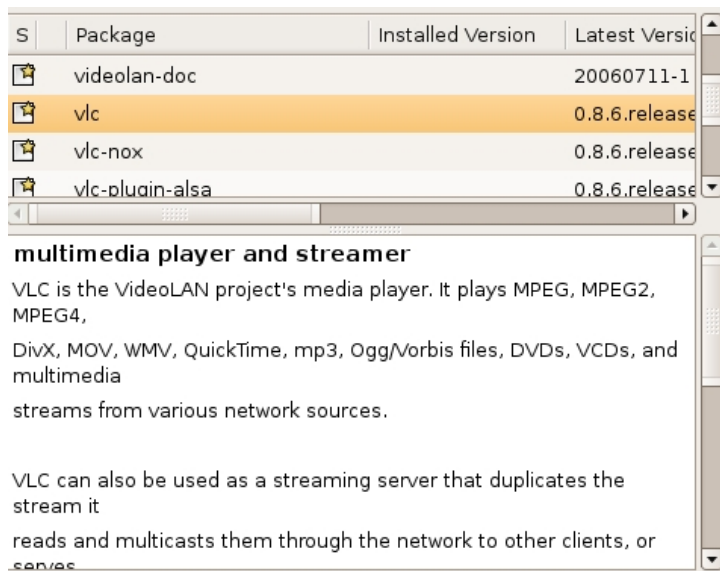 S Package Installed Version Latest Versio
videolan-doc 20060711-1
vlc 0.8.6.release
vlc-nox 0.8.6.release
vlc-plugin-alsa 0.8.6.release
multimedia player and streamer
VLC is the VideoLAN project's media player. It plays MPEG, MPEG2,
MPEG4,
DivX, MOV, WMV, QuickTime, mp3, Ogg/Vorbis files, DVDs, VCDs, and
multimedia
streams from various network sources.
VLC can also be used as a streaming server that duplicates the
stream it
reads and multicasts them through the network to other clients, or
serves